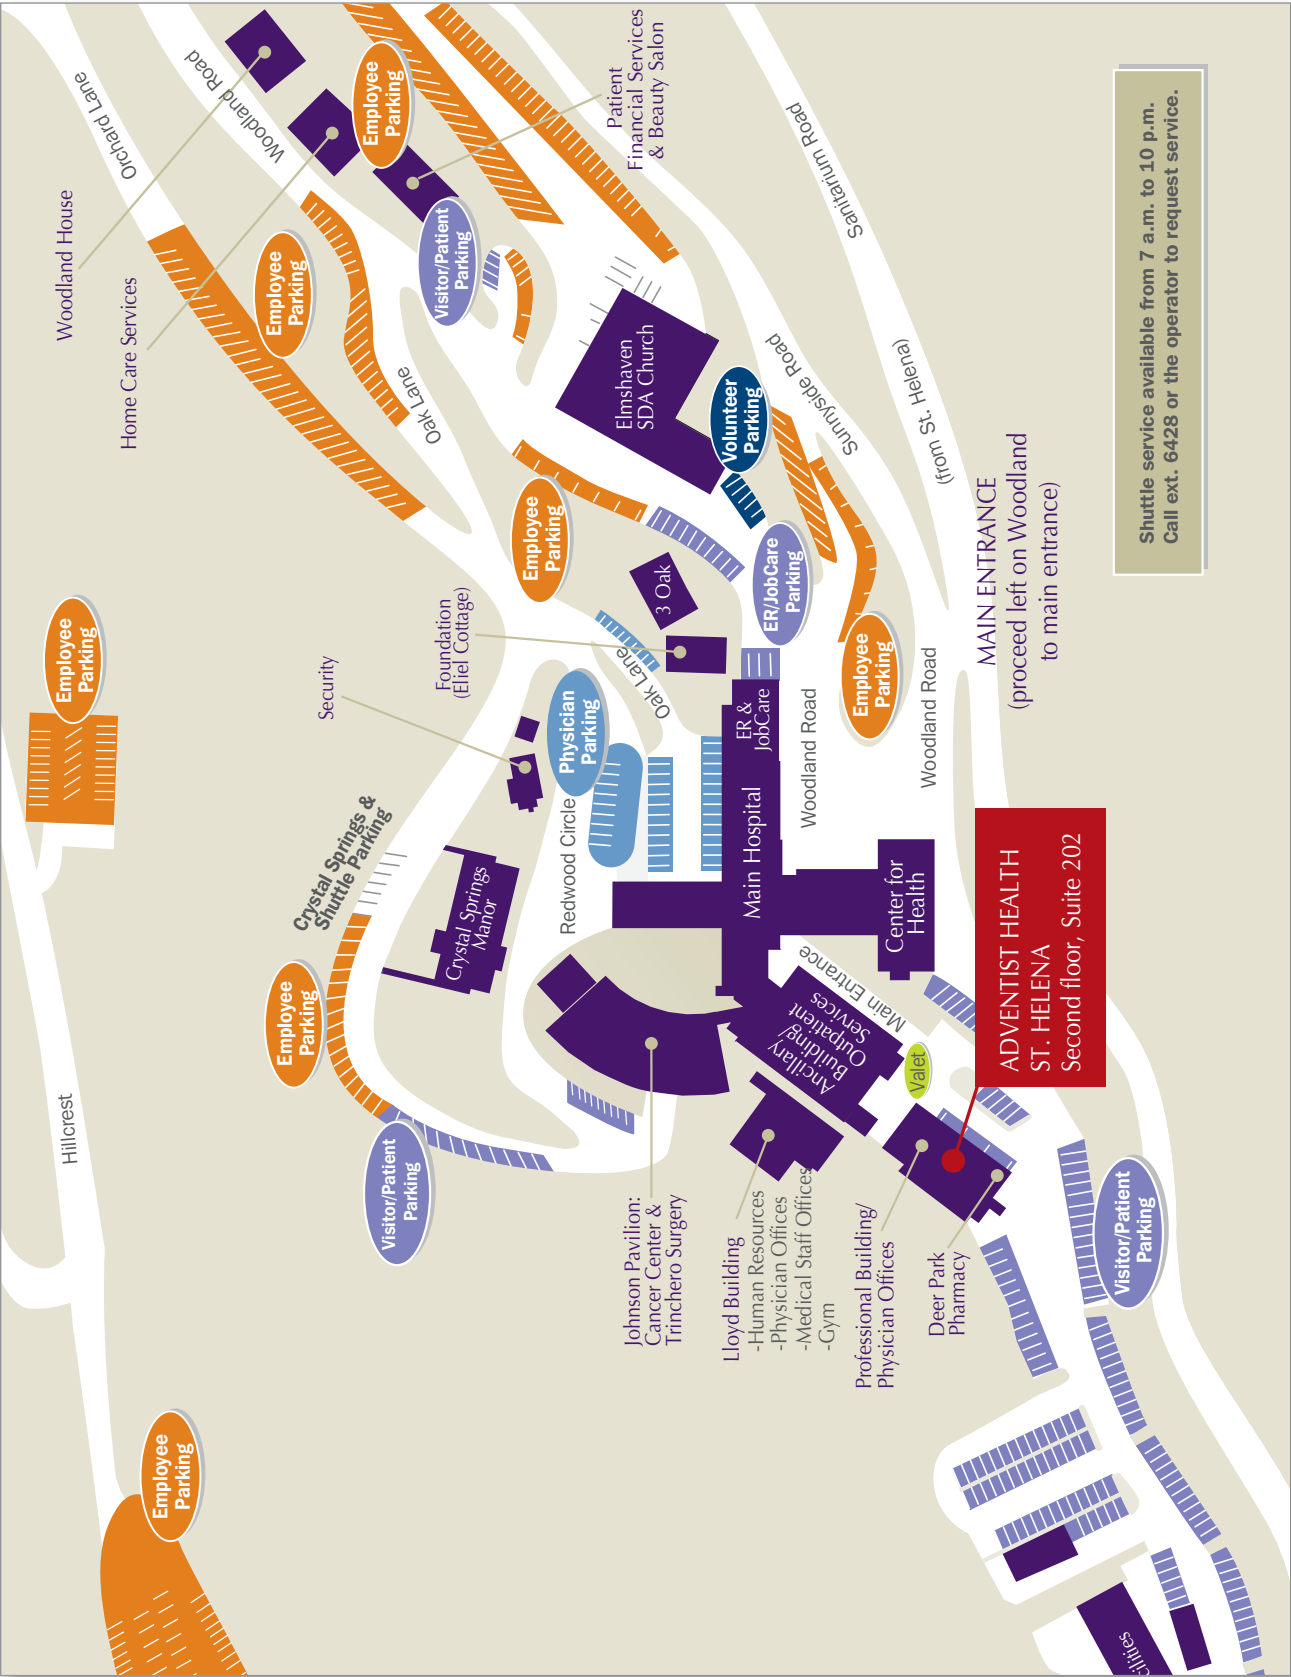 Orchard Lane
Woodland Road
Woodland
Woodland House
Home Care Services
Employee
Parking
Patient
Financial Services
& Beauty Salon
Employee
Parking
Visitor/Patient
Parking
Sanitarium Road
(from St. Helena)
Sunnyside Road
Oak Lane
Elmshaven
SDA Church
Volunteer
Parking
Employee
Parking
ER/JobCare
Parking
3 Oak
Foundation
(Eliel Cottage)
Security
Oak Lane
Physician
Parking
Employee
Parking
Employee
Parking
ER &
JobCare
Woodland Road
Woodland Road
MAIN ENTRANCE
(proceed left on Woodland
to main entrance)
Shuttle service available from 7 a.m. to 10 p.m.
Call ext. 6428 or the operator to request service.
Crystal Springs &
Shuttle Parking
Crystal Springs
Manor
Redwood Circle
Main Hospital
Center for
Health
Main Entrance
Ancillary
Building/
Outpatient
Services
Valet
ADVENTIST HEALTH
ST. HELENA
Second floor, Suite 202
Employee
Parking
Hillcrest
Visitor/Patient
Parking
Johnson Pavilion:
Cancer Center &
Trinchero Surgery
Lloyd Building
-Human Resources
-Physician Offices
-Medical Staff Offices
-Gym
Professional Building/
Physician Offices
Deer Park
Pharmacy
Visitor/Patient
Parking
Employee
Parking